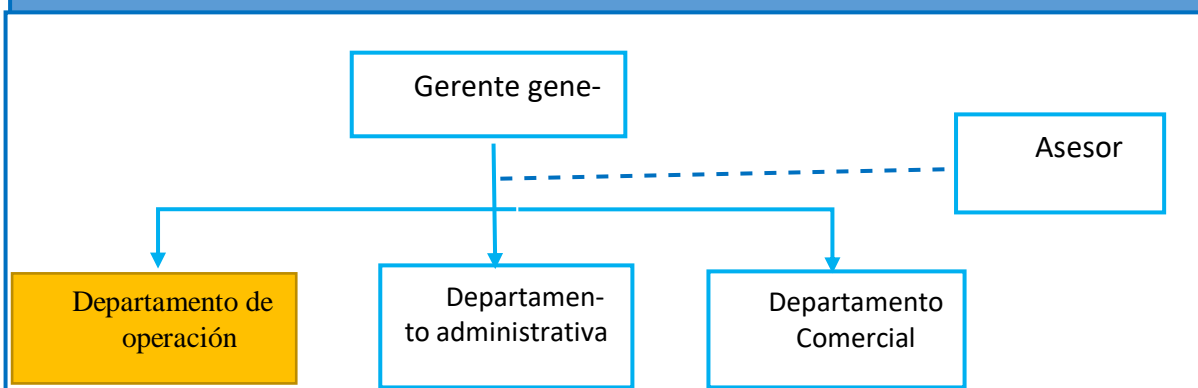 Gerente gene-
Asesor
Departamento de
operación
Departamen-
to administrativa
Departamento
Comercial